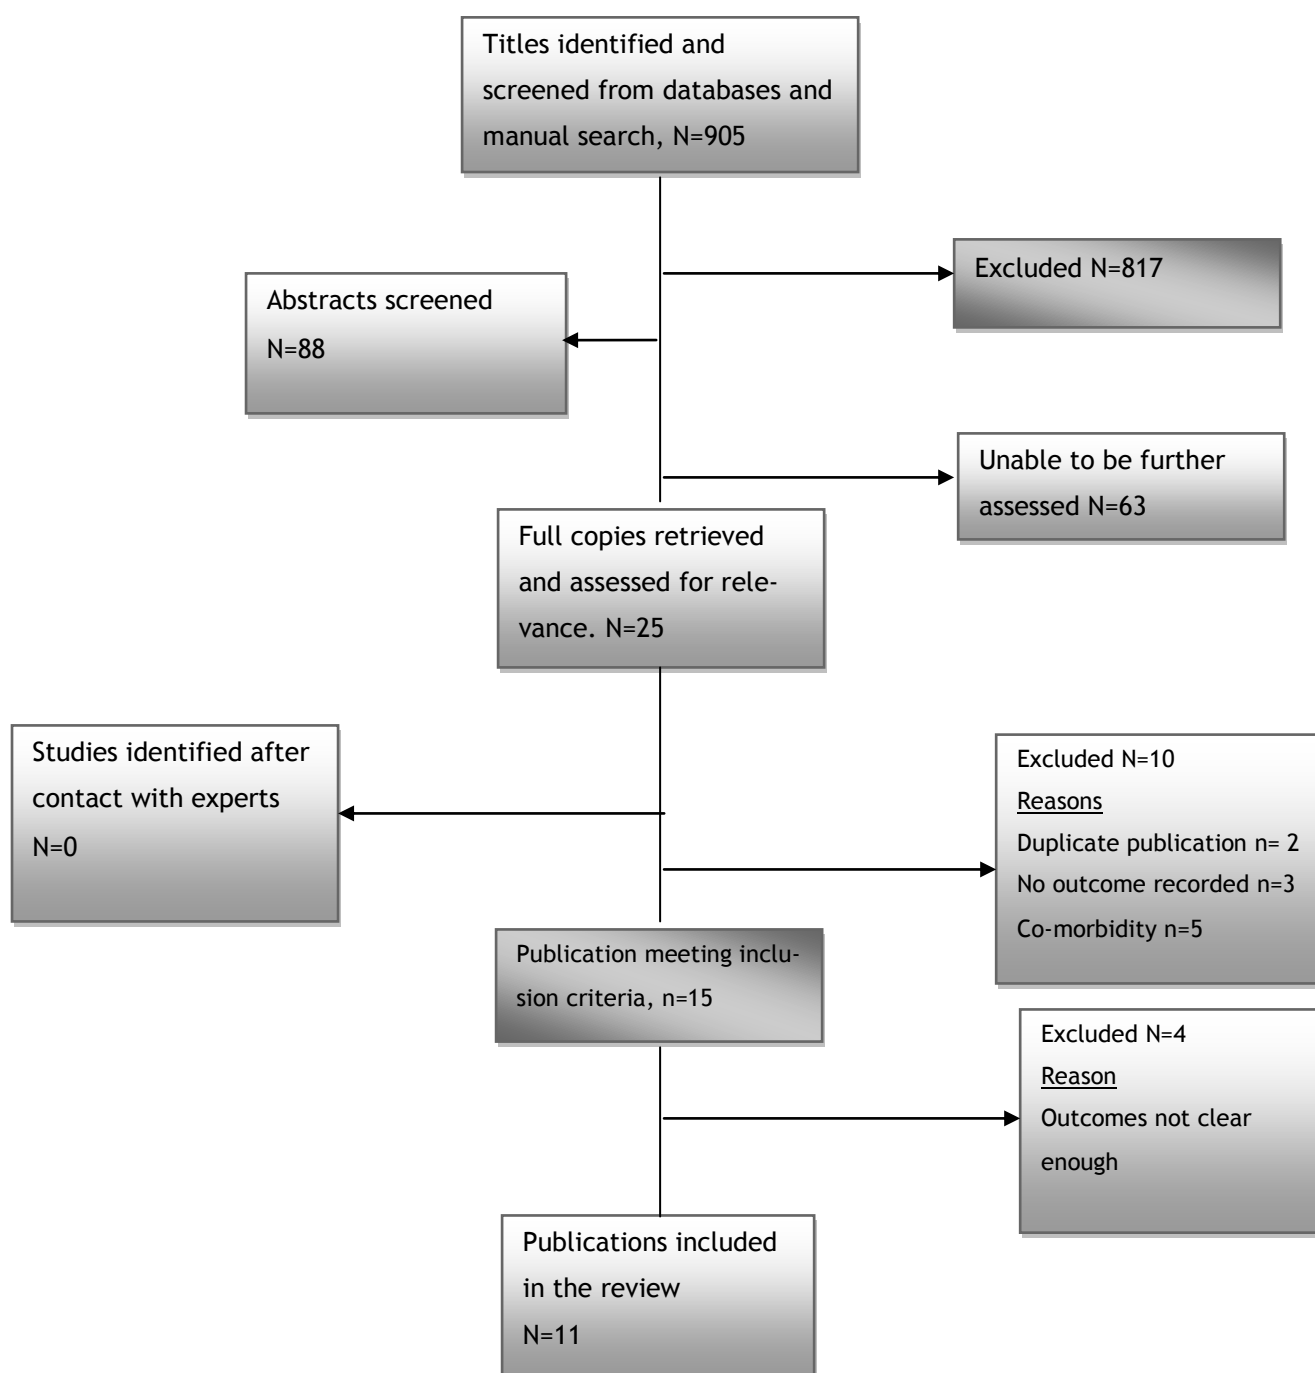 Titles identified and
screened from databases and
manual search, N=905
Excluded N=817
Abstracts screened
N=88
Unable to be further
assessed N=63
Full copies retrieved
and assessed for rele-
vance. N=25
Studies identified after
contact with experts
N=0
Excluded N=10
Reasons
Duplicate publication n= 2
No outcome recorded n=3
Co-morbidity n=5
Publication meeting inclu-
sion criteria, n=15
Excluded N=4
Reason
Outcomes not clear
enough
Publications included
in the review
N=11